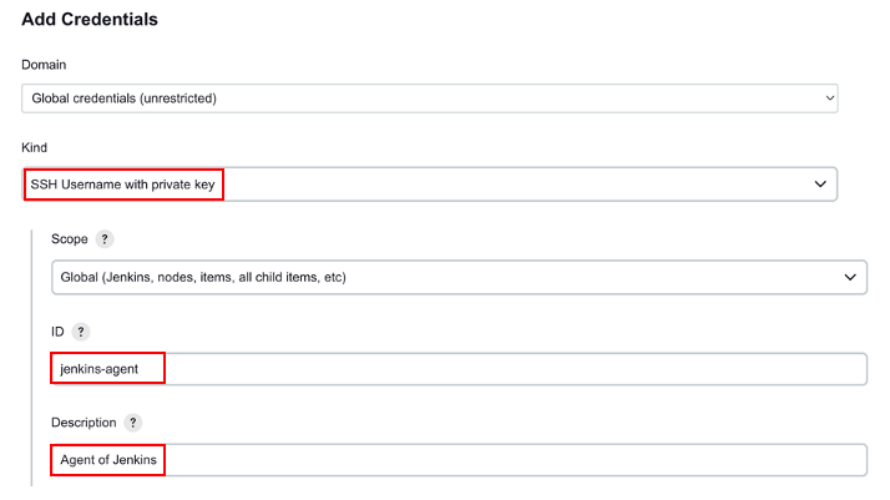 Add Credentials
Domain
Global credentials (unrestricted)
Kind
SSH Username with private key
Scope ?
Global (Jenkins, nodes, items, all child items, etc)
ID ?
jenkins-agent
Description ?
Agent of Jenkins